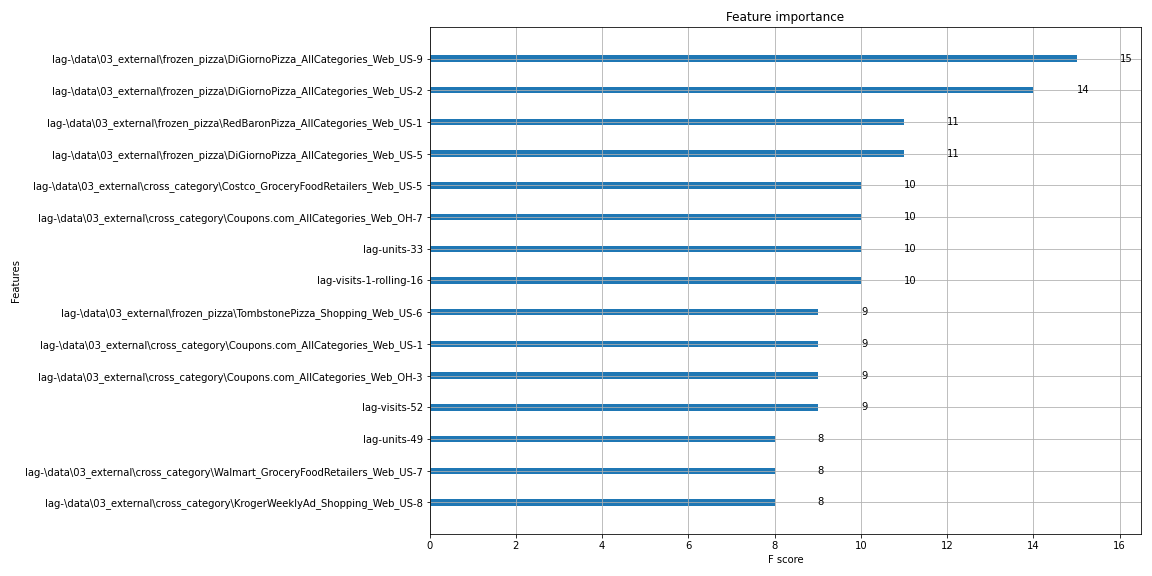 Feature importance
lag-\data\03_external\frozen_pizza\DiGiornoPizza_AllCategories_Web_US-9 15
lag-\data\03_external\frozen_pizza\DiGiornoPizza_AllCategories_Web_US-2 14
lag-\data\03_external\frozen_pizza\RedBaronPizza_AllCategories_Web_US-1 11
lag-\data\03_external\frozen_pizza\DiGiornoPizza_AllCategories_Web_US-5 11
lag-\data\03_external\cross_category\Costco_GroceryFoodRetailers_Web_US-5 10
lag-\data\03_external\cross_category\Coupons.com_AllCategories_Web_OH-7 10
lag-units-33 10
lag-visits-1-rolling-16 10
lag-\data\03_external\frozen_pizza\TombstonePizza_Shopping_Web_US-6 9
lag-\data\03_external\cross_category\Coupons.com_AllCategories_Web_US-1 9
lag-\data\03_external\cross_category\Coupons.com_AllCategories_Web_OH-3 9
lag-visits-52 9
lag-units-49 8
lag-\data\03_external\cross_category\Walmart_GroceryFoodRetailers_Web_US-7 8
lag-\data\03_external\cross_category\KrogerWeeklyAd_Shopping_Web_US-8 8
Features
0 2 4 6 8 10 12 14 16
F score